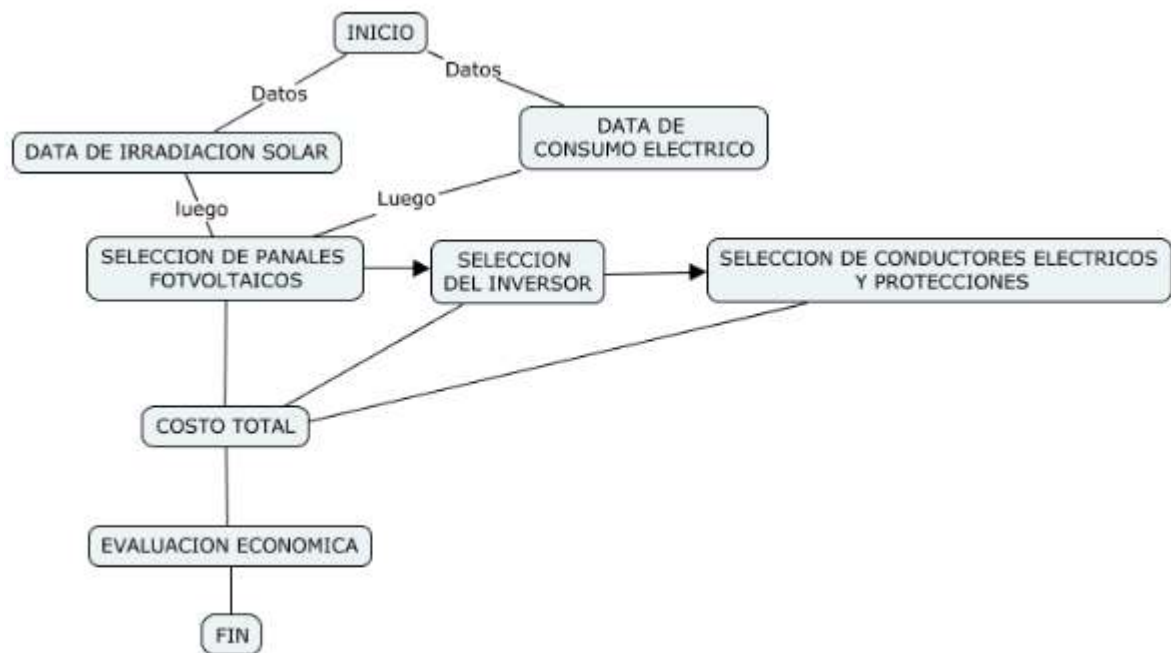 INICIO
Datos
Datos
DATA DE IRRADIACION SOLAR
DATA DE
CONSUMO ELECTRICO
luego
Luego
SELECCION DE PANALES
FOTVOLTAICOS
SELECCION
DEL INVERSOR
SELECCION DE CONDUCTORES ELECTRICOS
Y PROTECCIONES
COSTO TOTAL
EVALUACION ECONOMICA
FIN